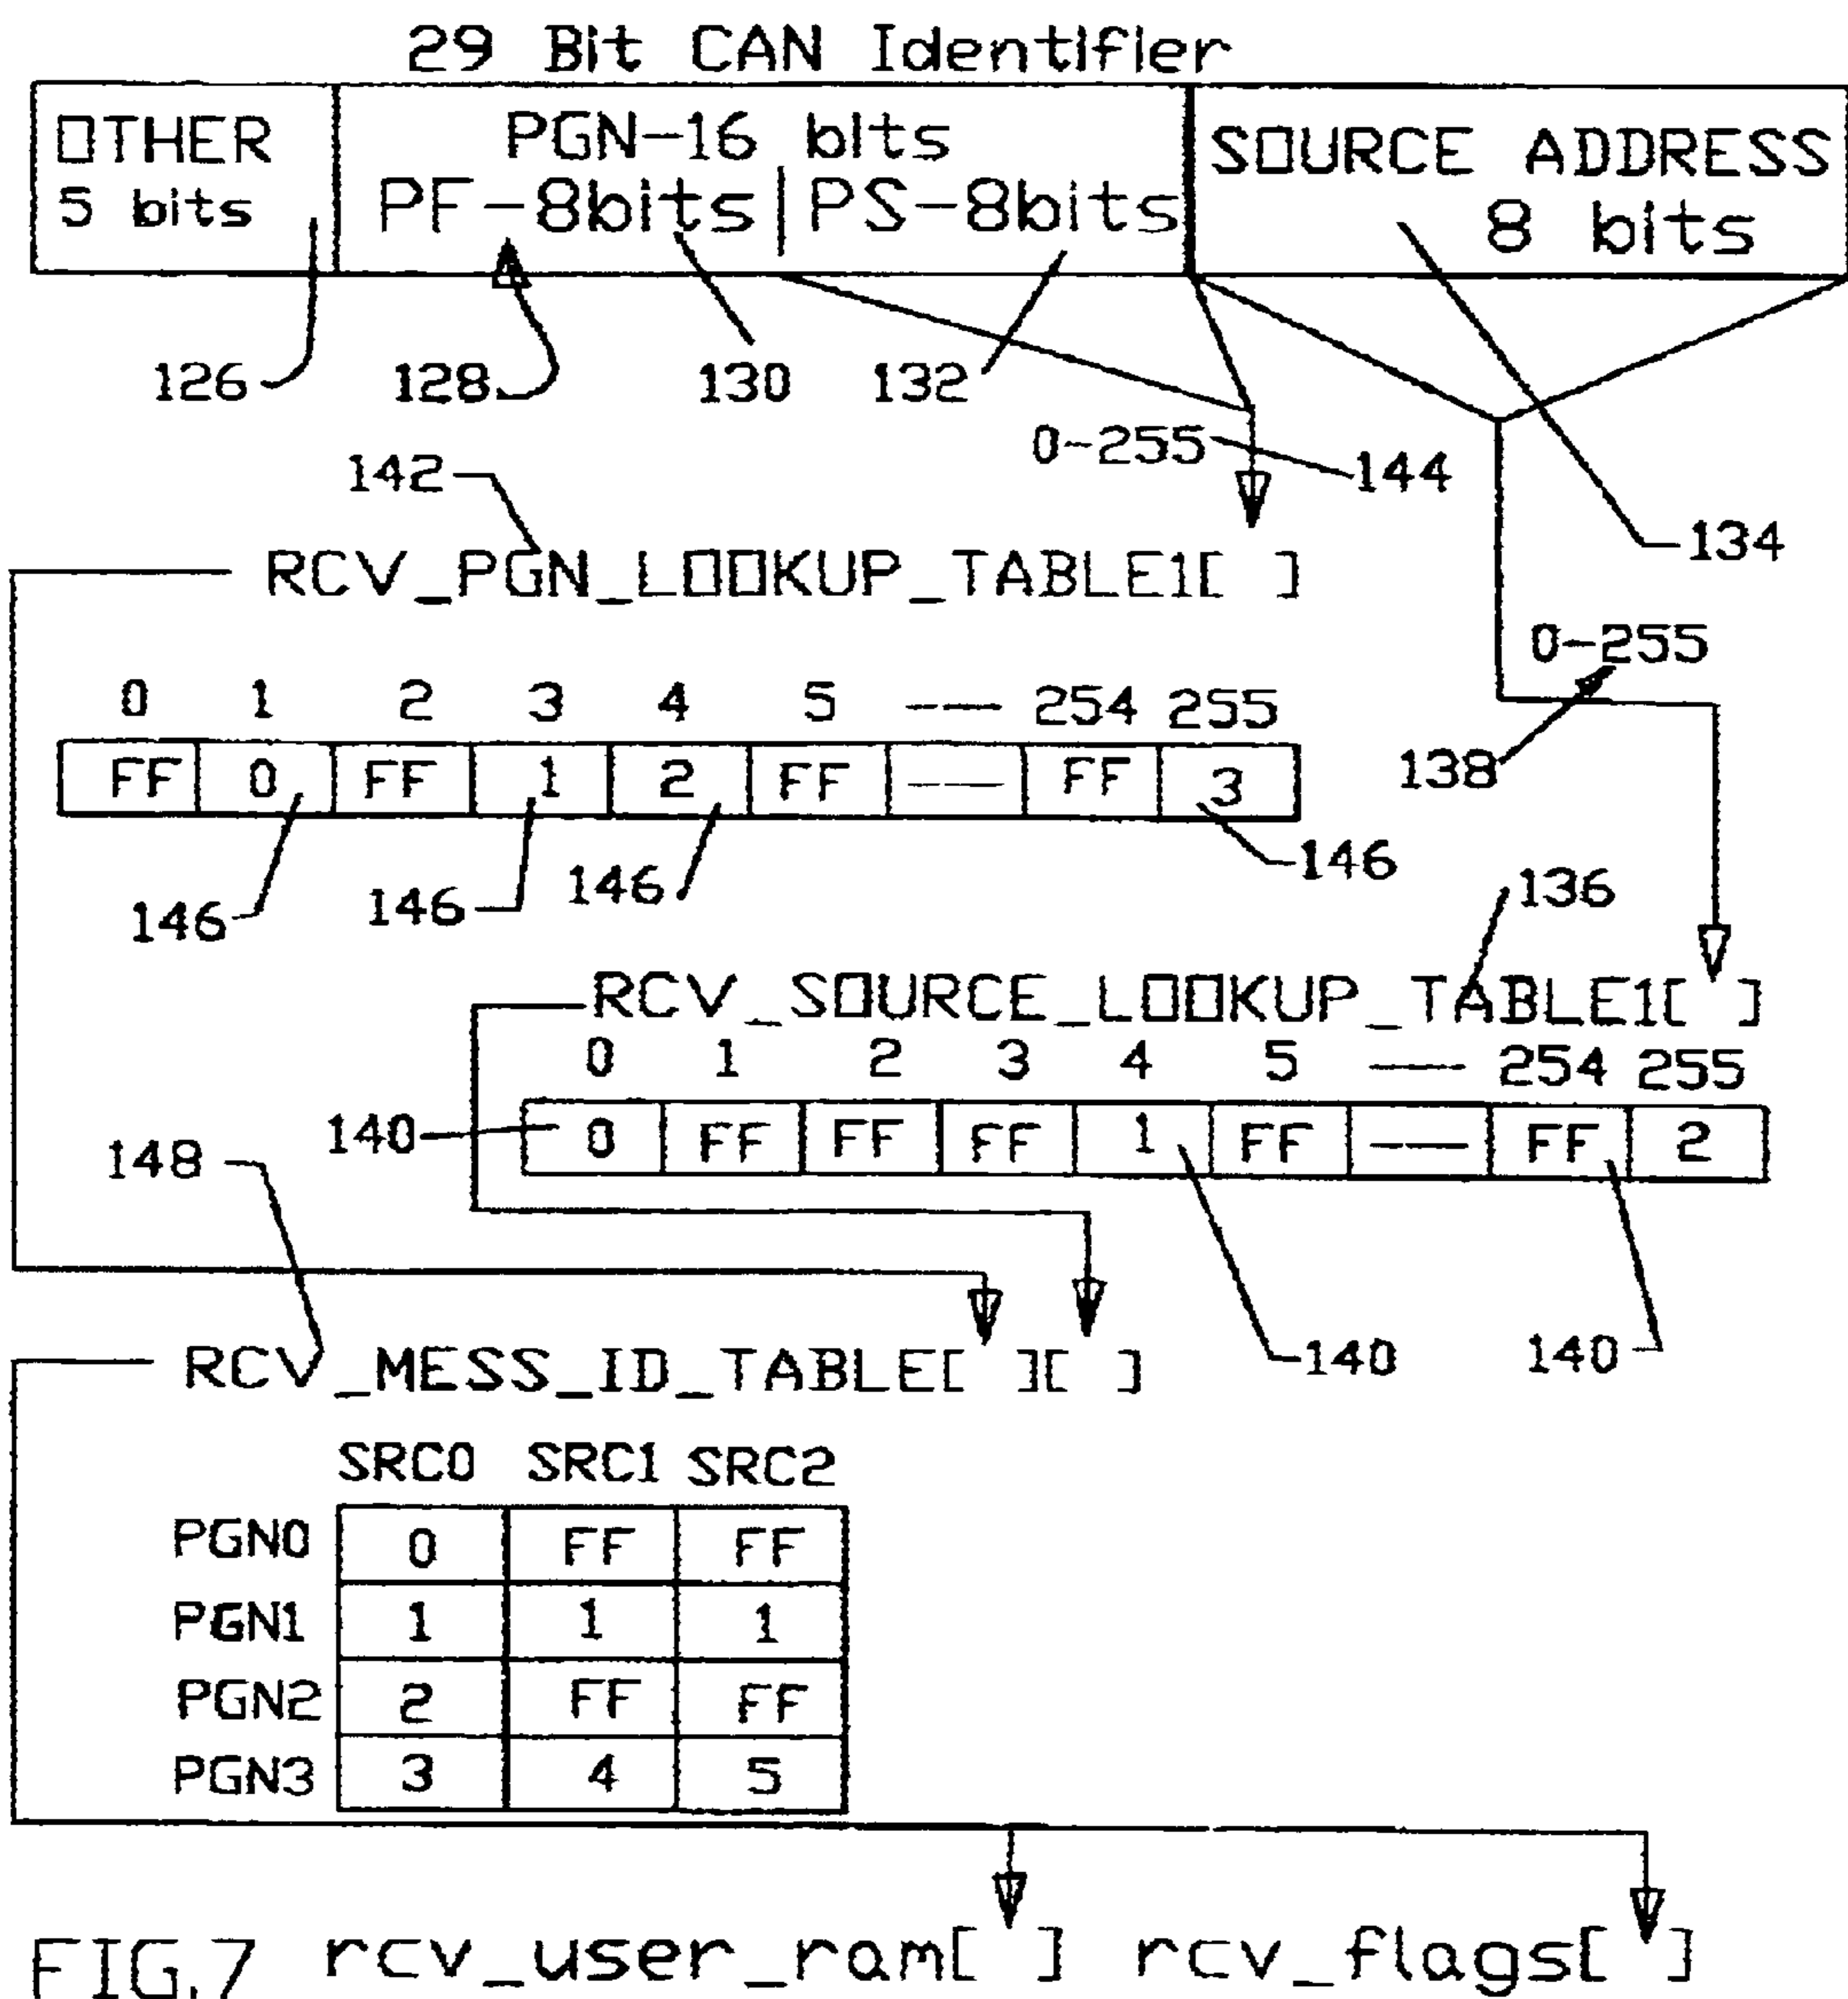 29 Bit CAN Identifier
OTHER
5 bits
PGN-16 bits
PF-8bits|PS-8bits
SOURCE ADDRESS
8 bits
126
128
130
132
0-255
144
142
134
RCV_PGN_LOOKUP_TABLE1[ ]
0-255
0 1 2 3 4 5 --- 254 255
FF 0 FF 1 2 FF --- FF 3
138
146
146
146
146
136
RCV_SOURCE_LOOKUP_TABLE1[ ]
0 1 2 3 4 5 --- 254 255
140
0 FF FF FF 1 FF --- FF 2
148
140
140
RCV_MESS_ID_TABLE[ ][ ]
SRC0 SRC1 SRC2
PGN0 0 FF FF
PGN1 1 1 1
PGN2 2 FF FF
PGN3 3 4 5
FIG.7 rcv_user_ram[ ] rcv_flags[ ]